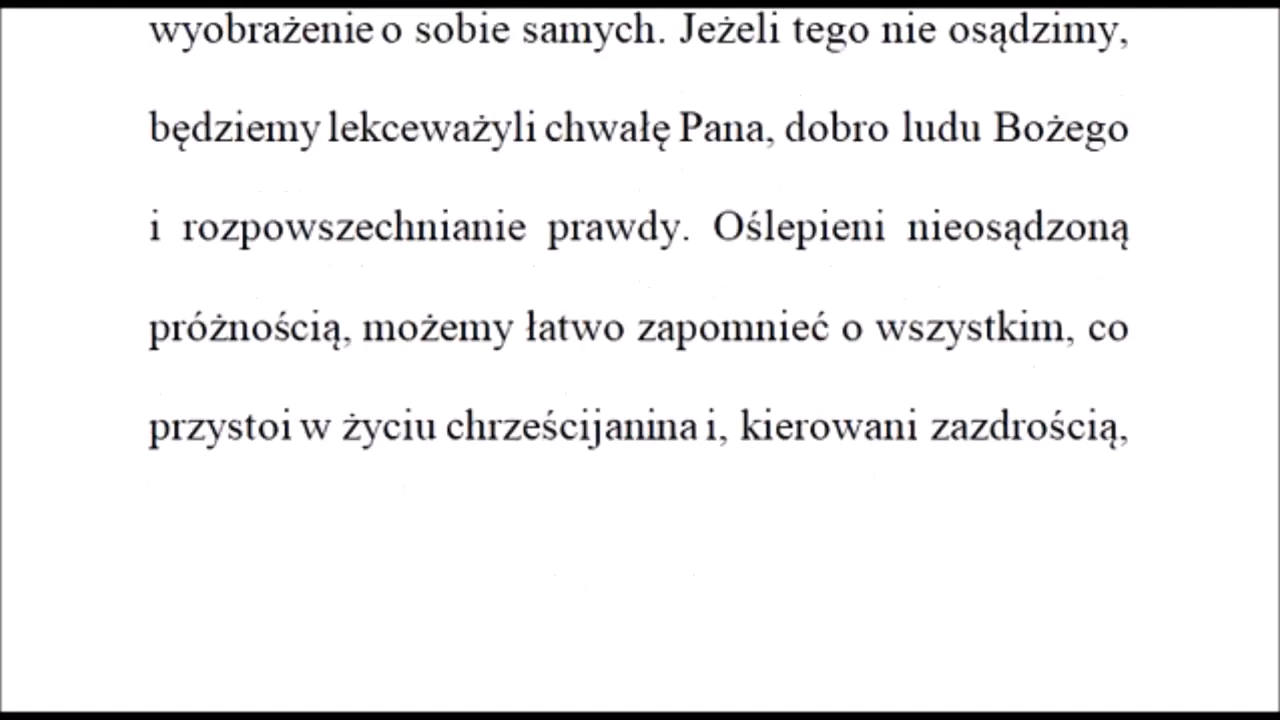 wyobrażenie o sobie samych. Jeżeli tego nie osądzimy,
będziemy lekceważyli chwałę Pana, dobro ludu Bożego
i rozpowszechnianie prawdy. Oślepieni nieosądzoną
próżnością, możemy łatwo zapomnieć o wszystkim, co
przystoi w życiu chrześcijanina i, kierowani zazdrością,